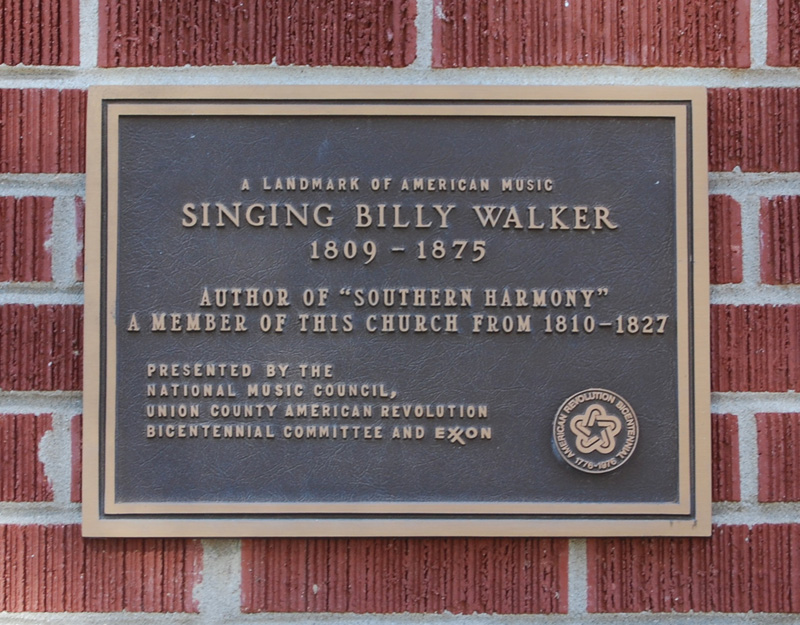 A LANDMARK OF AMERICAN MUSIC
SINGING BILLY WALKER
1809 – 1875
AUTHOR OF "SOUTHERN HARMONY"
A MEMBER OF THIS CHURCH FROM 1810–1827
PRESENTED BY THE
NATIONAL MUSIC COUNCIL,
UNION COUNTY AMERICAN REVOLUTION
BICENTENNIAL COMMITTEE AND EXXON
AMERICAN REVOLUTION BICENTENNIAL
1776-1976